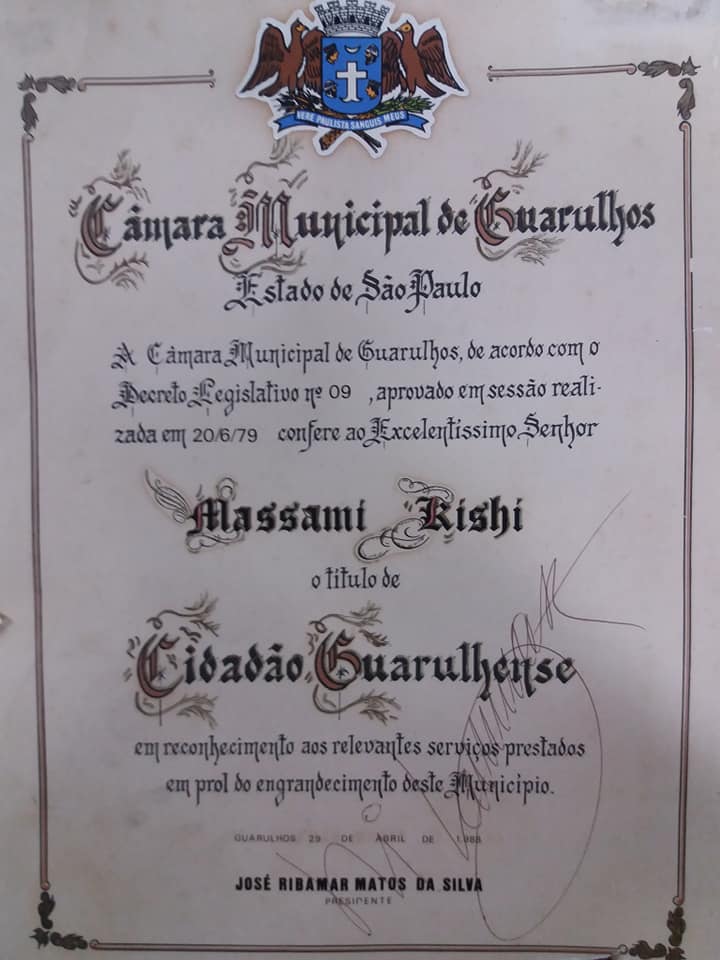 VERE PAULISTA SANGUIS MEUS
Câmara Municipal de Guarulhos
Estado de São Paulo
A Câmara Municipal de Guarulhos, de acordo com o
Decreto Legislativo nº 09 , aprovado em sessão reali-
zada em 20/6/79 confere ao Excelentíssimo Senhor
Massami Kishi
o título de
Cidadão Guarulhense
em reconhecimento aos relevantes serviços prestados
em prol do engrandecimento deste Município.
GUARULHOS 29 DE ABRIL DE 1.988
JOSÉ RIBAMAR MATOS DA SILVA
PRESIDENTE